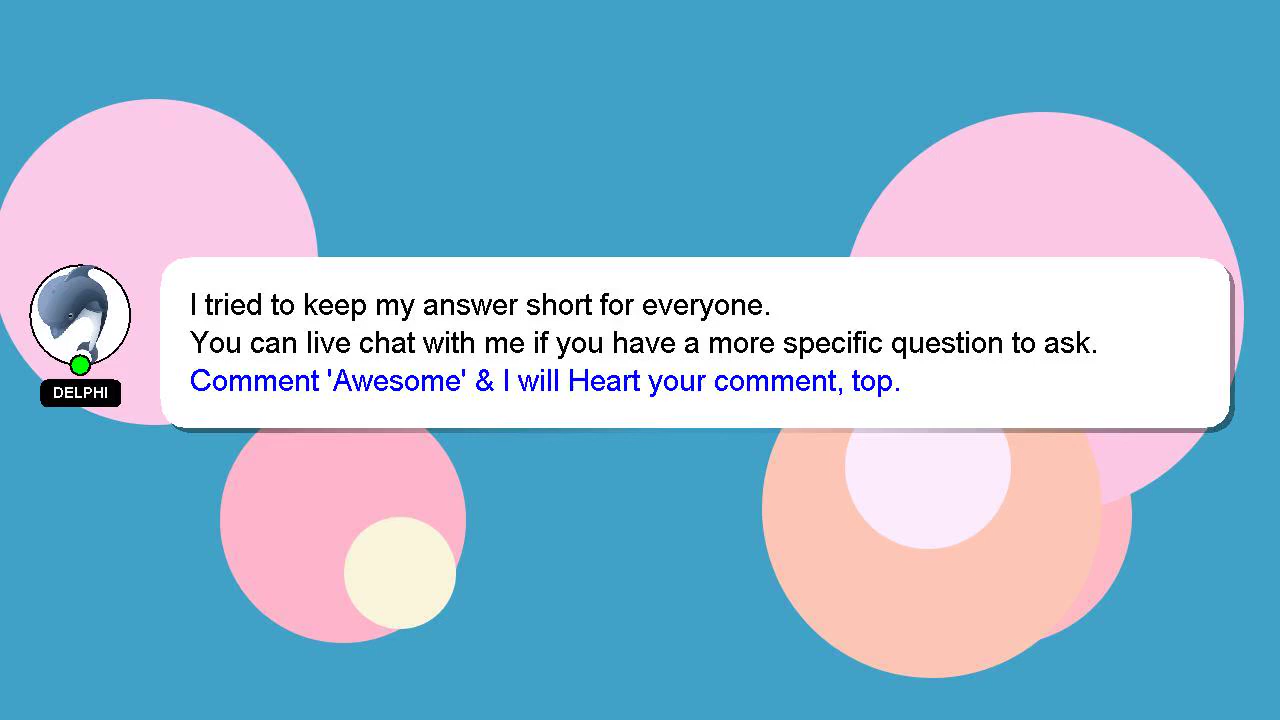 I tried to keep my answer short for everyone.
You can live chat with me if you have a more specific question to ask.
Comment 'Awesome' & I will Heart your comment, top.
DELPHI